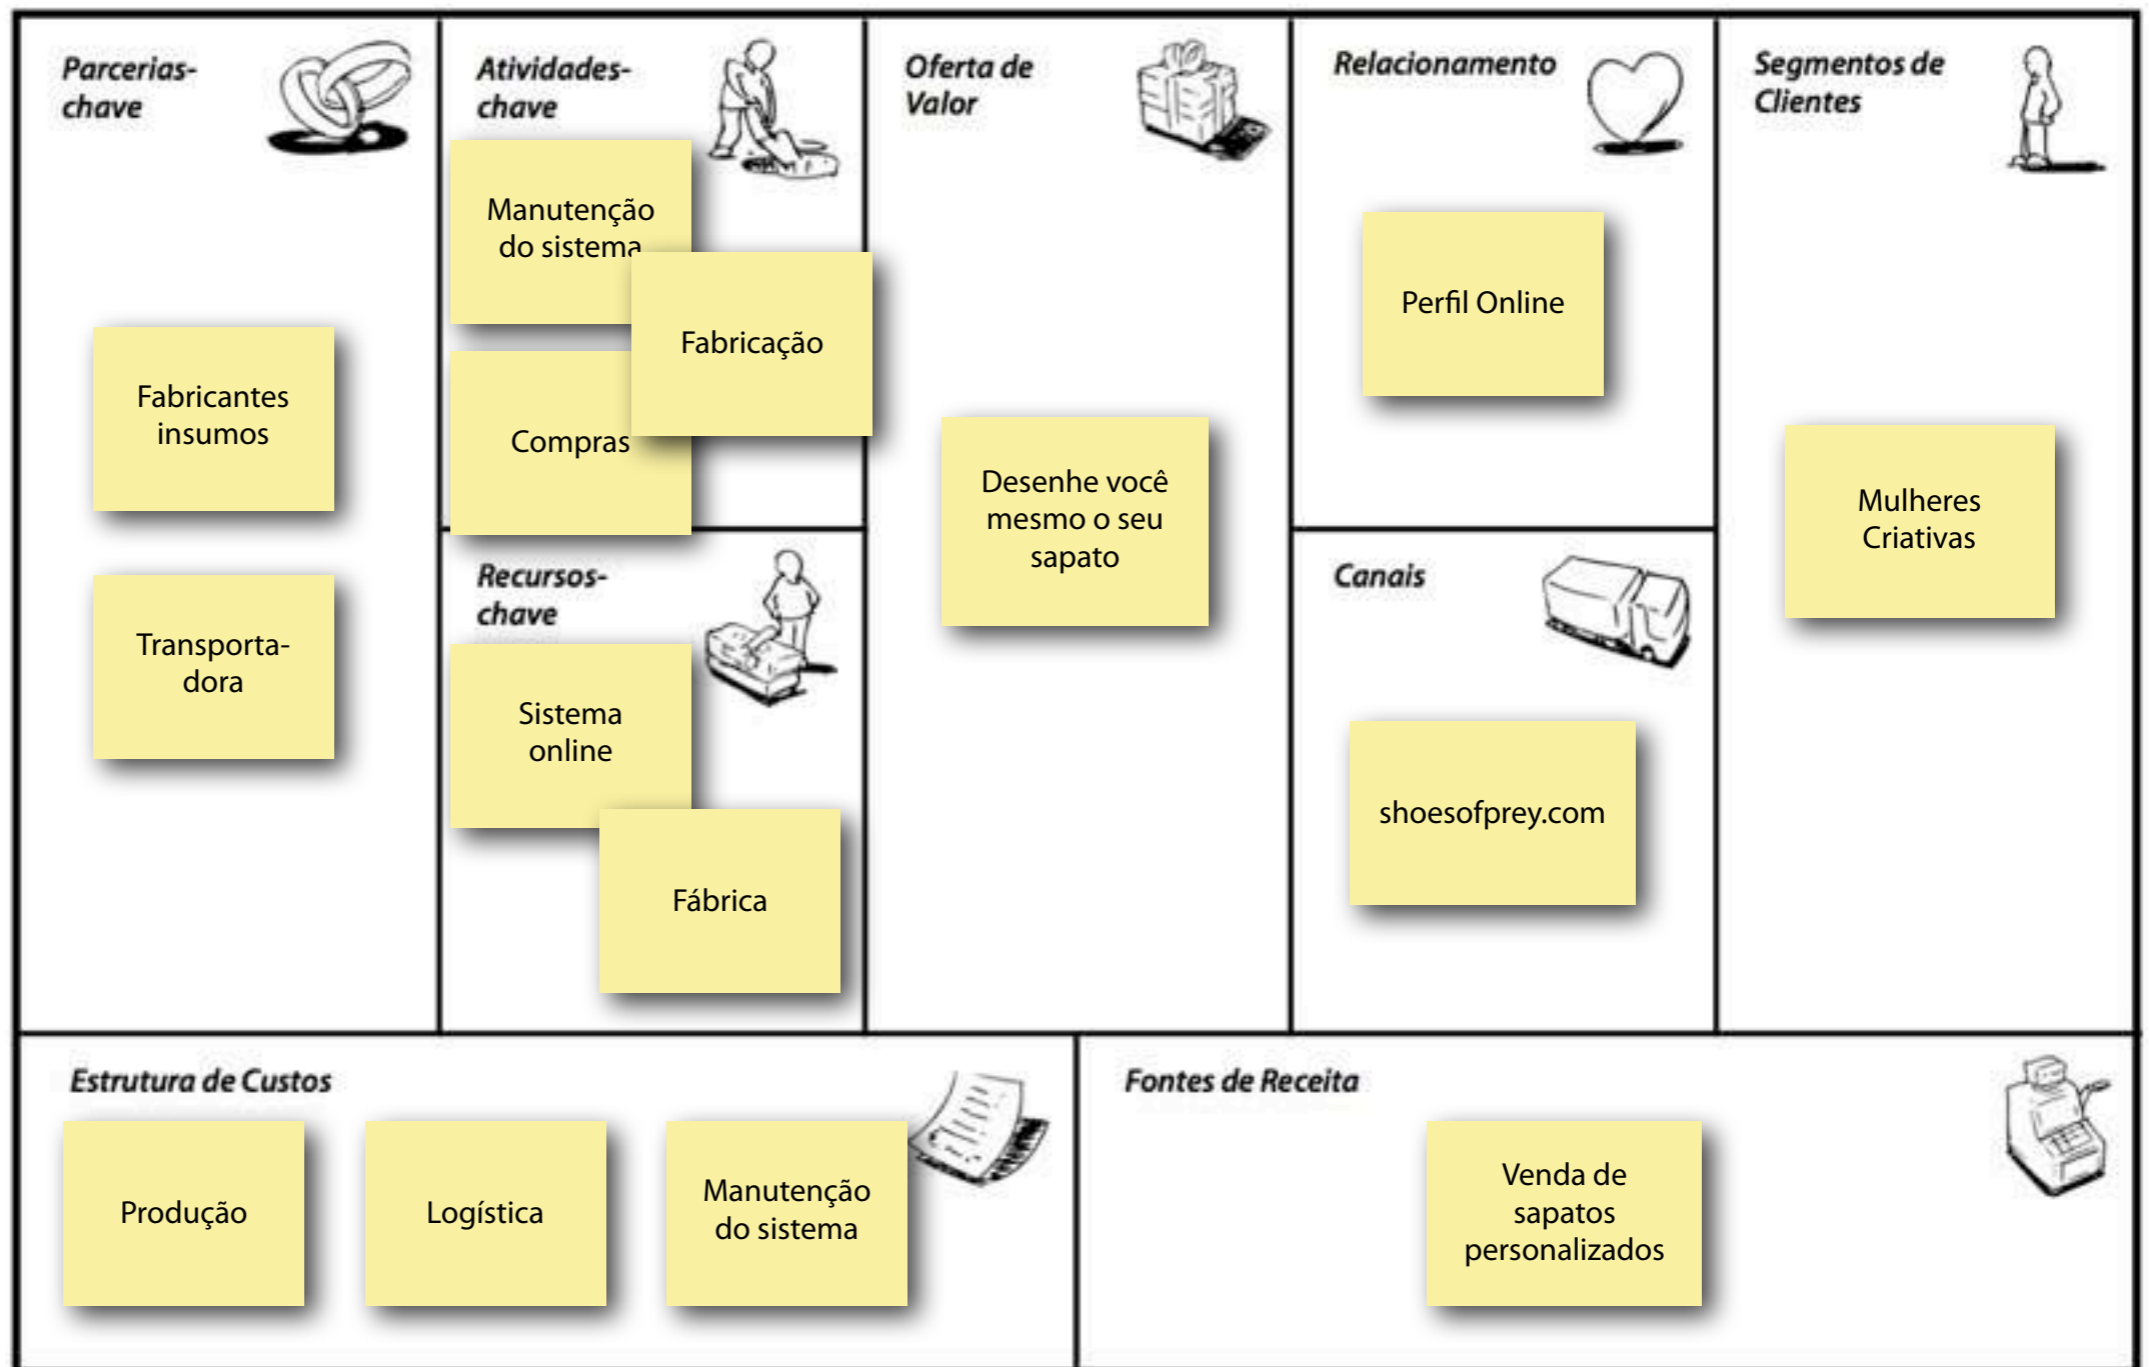 Parcerias-
chave
Fabricantes
insumos
Transporta-
dora
Atividades-
chave
Manutenção
do sistema
Fabricação
Compras
Recursos-
chave
Sistema
online
Fábrica
Oferta de
Valor
Desenhe você
mesmo o seu
sapato
Relacionamento
Perfil Online
Canais
shoesofprey.com
Segmentos de
Clientes
Mulheres
Criativas
Estrutura de Custos
Produção
Logística
Manutenção
do sistema
Fontes de Receita
Venda de
sapatos
personalizados